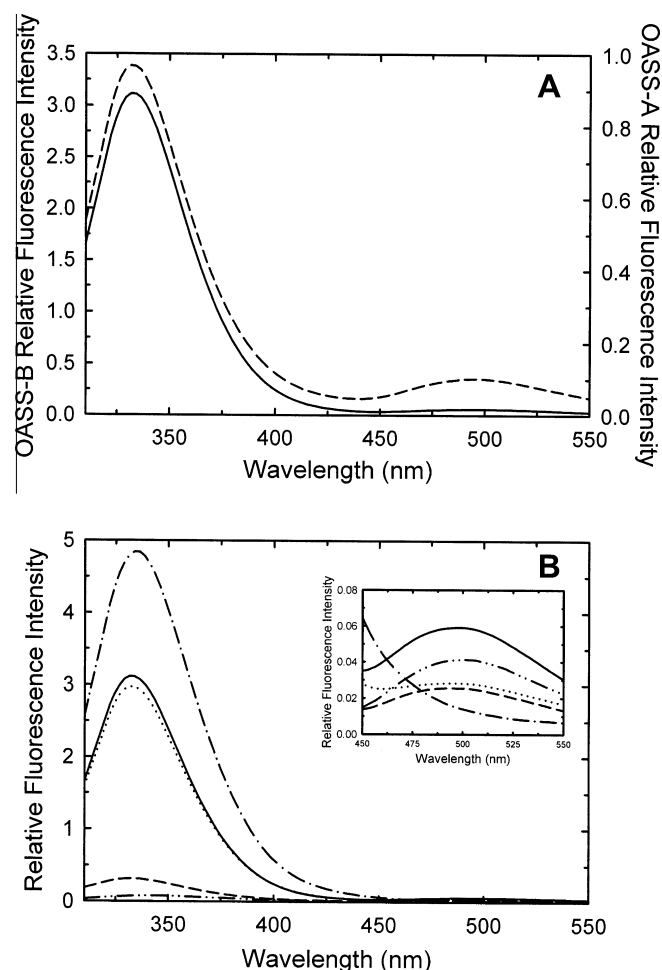 OASS-B Relative Fluorescence Intensity
3.5
3.0
2.5
2.0
1.5
1.0
0.5
0.0
A
1.0
0.8
0.6
0.4
0.2
0.0
OASS-A Relative Fluorescence Intensity
350 400 450 500 550
Wavelength (nm)
Relative Fluorescence Intensity
5
4
3
2
1
0
B
Relative Fluorescence Intensity
0.08
0.06
0.04
0.02
0.00
450 475 500 525 550
Wavelength (nm)
350 400 450 500 550
Wavelength (nm)